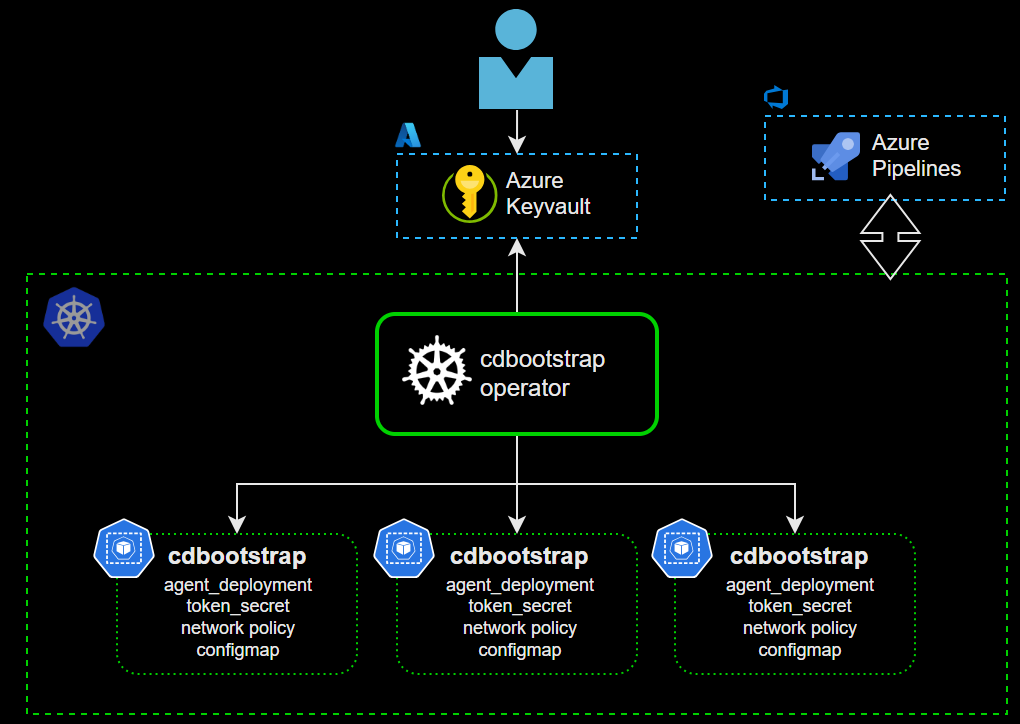 Azure
Keyvault
Azure
Pipelines
cdbootstrap
operator
cdbootstrap
agent_deployment
token_secret
network policy
configmap
cdbootstrap
agent_deployment
token_secret
network policy
configmap
cdbootstrap
agent_deployment
token_secret
network policy
configmap